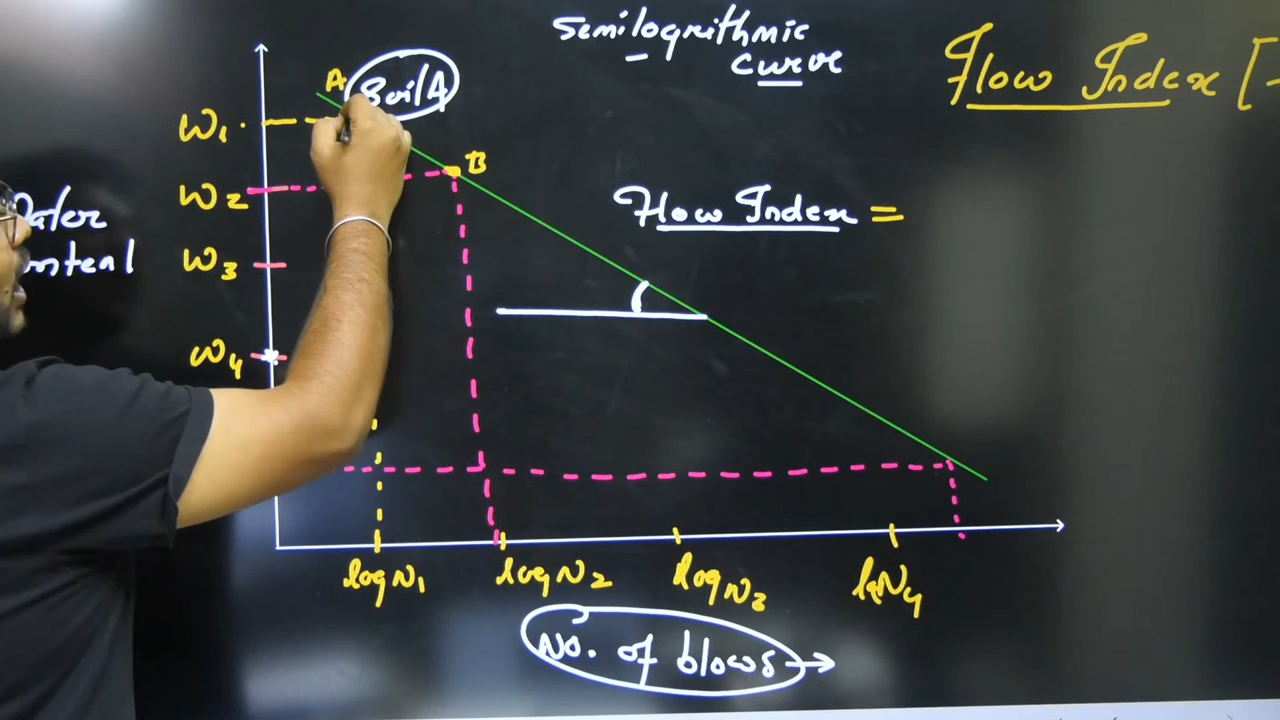 Semilogrithmic
curve
Flow Index [
A
Soil A
W1
B
W2
Flow Index =
W3
W4
log N1
log N2
log N3
log N4
No. of blows →